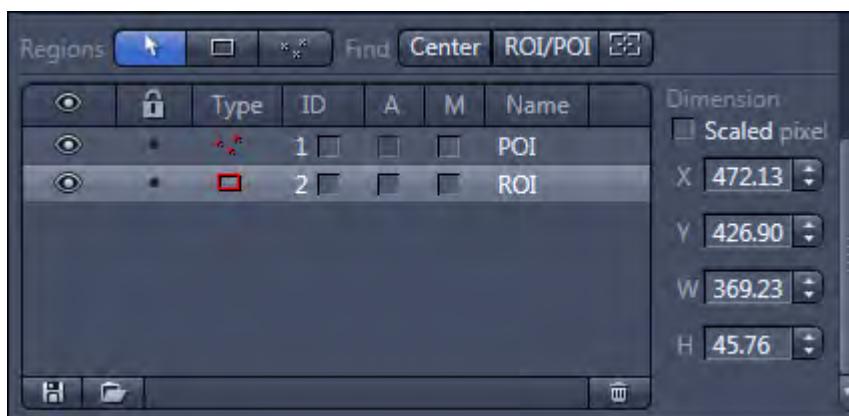 Regions Find Center ROI/POI
Type ID A M Name
1 POI
2 ROI
Dimension
Scaled pixel
X 472.13
Y 426.90
W 369.23
H 45.76